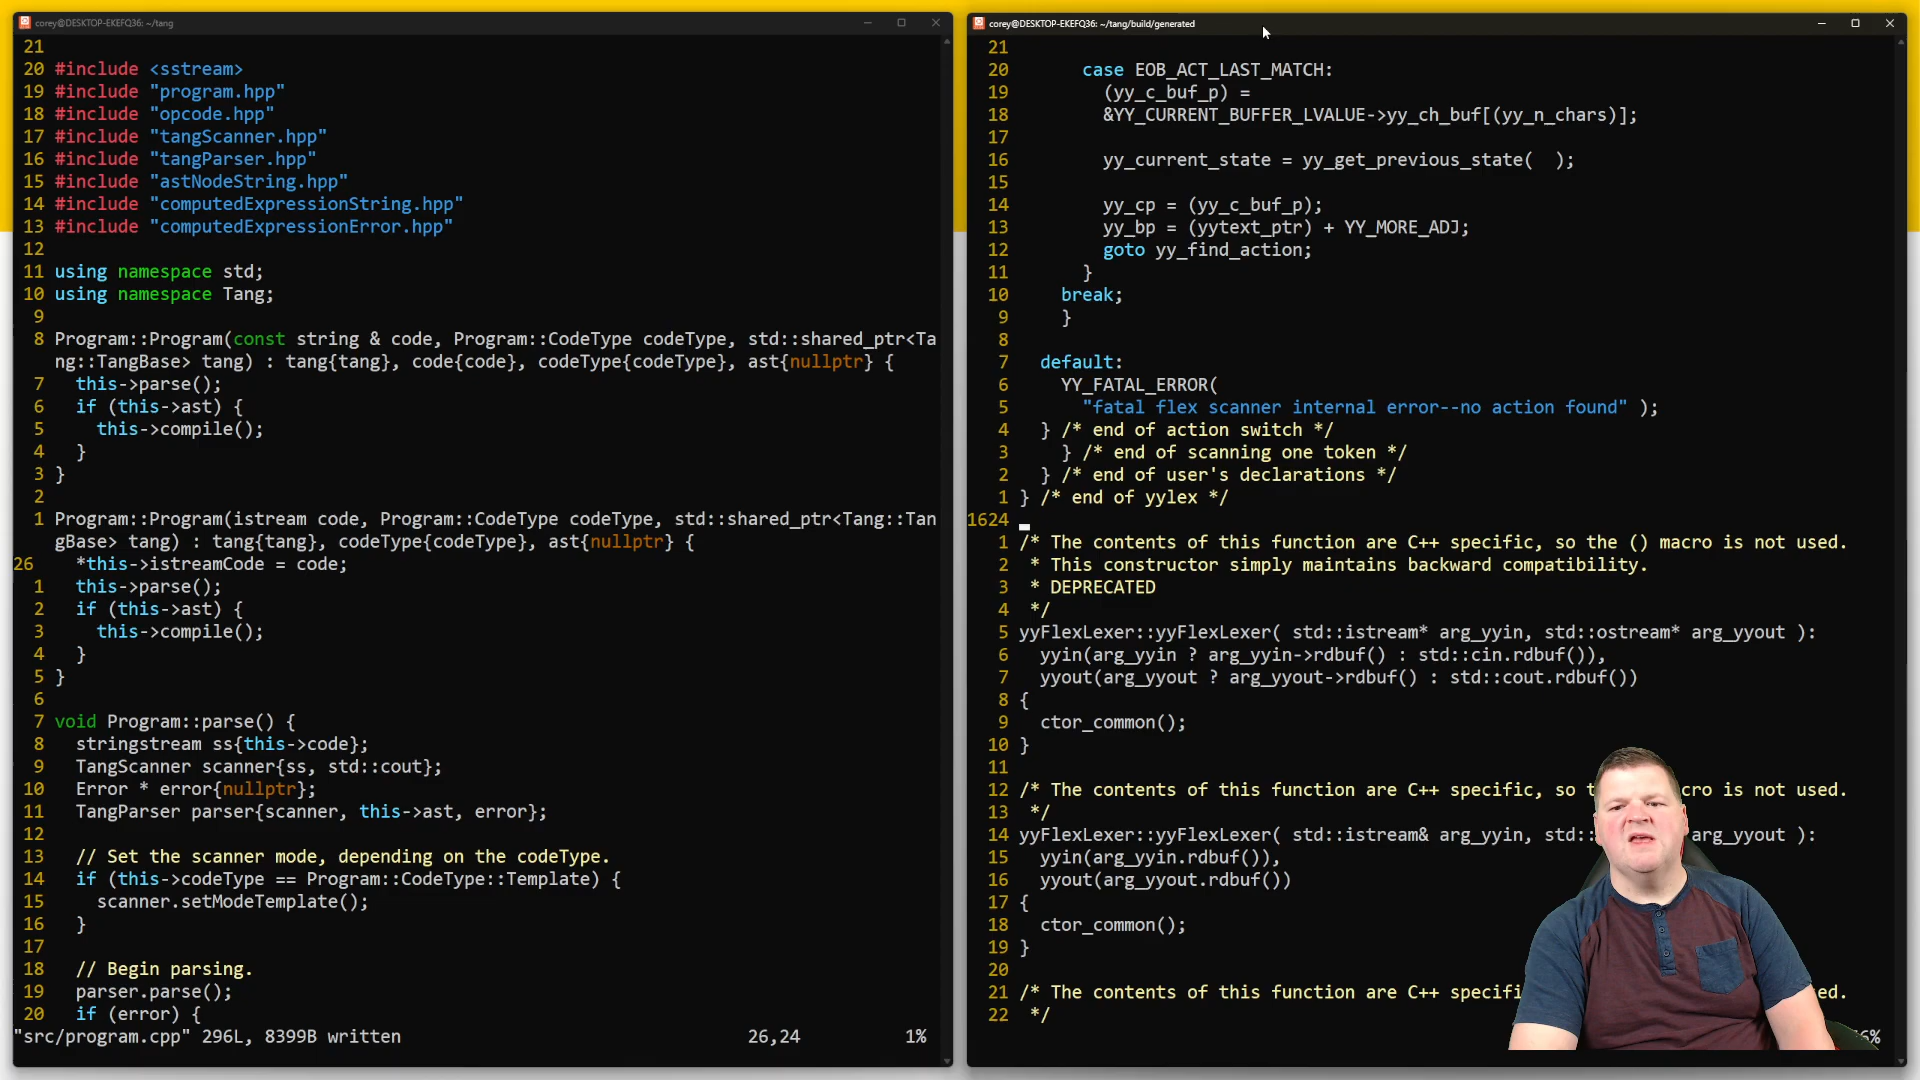 corey@DESKTOP-EKEFQ36: ~/tang
21
20 #include <sstream>
19 #include "program.hpp"
18 #include "opcode.hpp"
17 #include "tangScanner.hpp"
16 #include "tangParser.hpp"
15 #include "astNodeString.hpp"
14 #include "computedExpressionString.hpp"
13 #include "computedExpressionError.hpp"
12
11 using namespace std;
10 using namespace Tang;
9
8 Program::Program(const string & code, Program::CodeType codeType, std::shared_ptr<Ta
ng::TangBase> tang) : tang{tang}, code{code}, codeType{codeType}, ast{nullptr} {
7 this->parse();
6 if (this->ast) {
5 this->compile();
4 }
3 }
2
1 Program::Program(istream code, Program::CodeType codeType, std::shared_ptr<Tang::Tan
gBase> tang) : tang{tang}, codeType{codeType}, ast{nullptr} {
26 *this->istreamCode = code;
1 this->parse();
2 if (this->ast) {
3 this->compile();
4 }
5 }
6
7 void Program::parse() {
8 stringstream ss{this->code};
9 TangScanner scanner{ss, std::cout};
10 Error * error{nullptr};
11 TangParser parser{scanner, this->ast, error};
12
13 // Set the scanner mode, depending on the codeType.
14 if (this->codeType == Program::CodeType::Template) {
15 scanner.setModeTemplate();
16 }
17
18 // Begin parsing.
19 parser.parse();
20 if (error) {
"src/program.cpp" 296L, 8399B written 26,24 1%
corey@DESKTOP-EKEFQ36: ~/tang/build/generated
21
20 case EOB_ACT_LAST_MATCH:
19 (yy_c_buf_p) =
18 &YY_CURRENT_BUFFER_LVALUE->yy_ch_buf[(yy_n_chars)];
17
16 yy_current_state = yy_get_previous_state(  );
15
14 yy_cp = (yy_c_buf_p);
13 yy_bp = (yytext_ptr) + YY_MORE_ADJ;
12 goto yy_find_action;
11 }
10 break;
9 }
8
7 default:
6 YY_FATAL_ERROR(
5 "fatal flex scanner internal error--no action found" );
4 } /* end of action switch */
3 } /* end of scanning one token */
2 } /* end of user's declarations */
1 } /* end of yylex */
1624
1 /* The contents of this function are C++ specific, so the () macro is not used.
2 * This constructor simply maintains backward compatibility.
3 * DEPRECATED
4 */
5 yyFlexLexer::yyFlexLexer( std::istream* arg_yyin, std::ostream* arg_yyout ):
6 yyin(arg_yyin ? arg_yyin->rdbuf() : std::cin.rdbuf()),
7 yyout(arg_yyout ? arg_yyout->rdbuf() : std::cout.rdbuf())
8 {
9 ctor_common();
10 }
11
12 /* The contents of this function are C++ specific, so t cro is not used.
13 */
14 yyFlexLexer::yyFlexLexer( std::istream& arg_yyin, std:: arg_yyout ):
15 yyin(arg_yyin.rdbuf()),
16 yyout(arg_yyout.rdbuf())
17 {
18 ctor_common();
19 }
20
21 /* The contents of this function are C++ specifi ed.
22 */